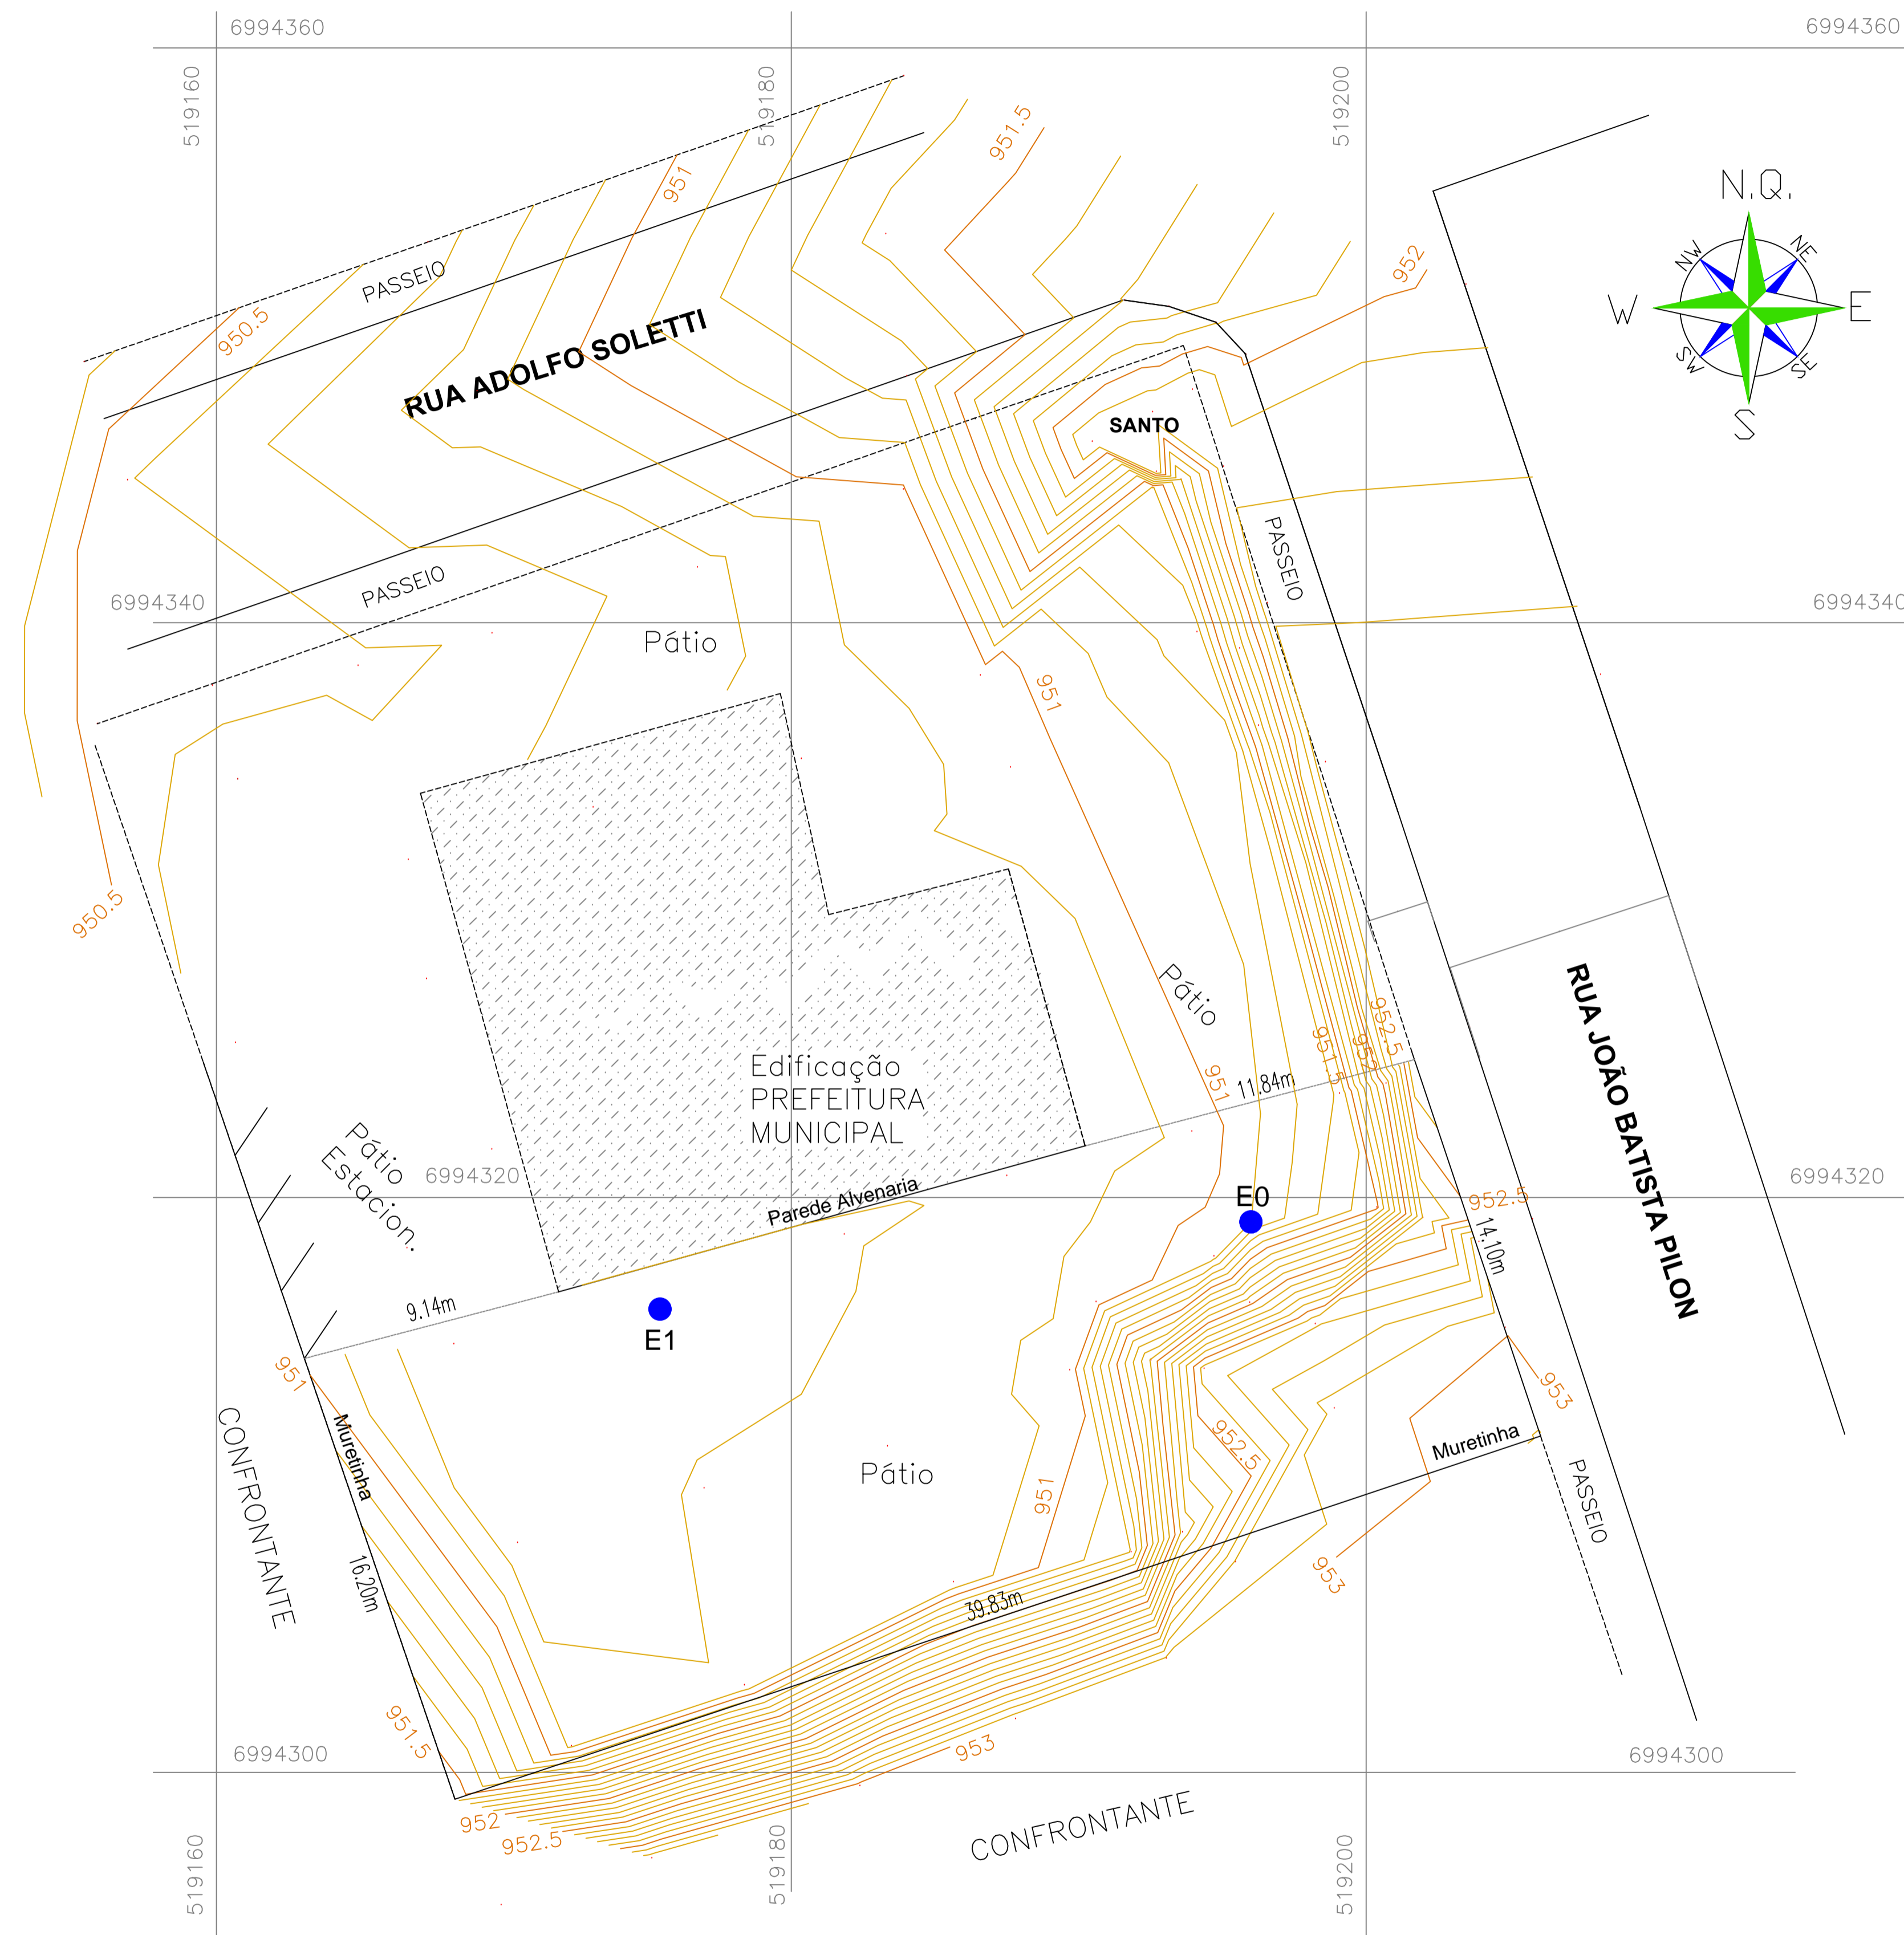 6994360
6994360
519160
519180
519200
951.5
951
N.Q.
NW
NE
W
E
SW
SE
S
952
PASSEIO
950.5
RUA ADOLFO SOLETTI
SANTO
PASSEIO
PASSEIO
6994340
6994340
Pátio
951
950.5
Pátio
RUA JOÃO BATISTA PILON
952.5
951.5
952
Edificação
PREFEITURA
MUNICIPAL
951
11.84m
Pátio
Estacion.
6994320
6994320
Parede Alvenaria
E0
952.5
14.10m
9.14m
E1
951
953
CONFRONTANTE
Muretinha
952.5
Muretinha
Pátio
951
PASSEIO
16.20m
953
39.83m
951.5
6994300
953
6994300
952
952.5
CONFRONTANTE
519160
519180
519200